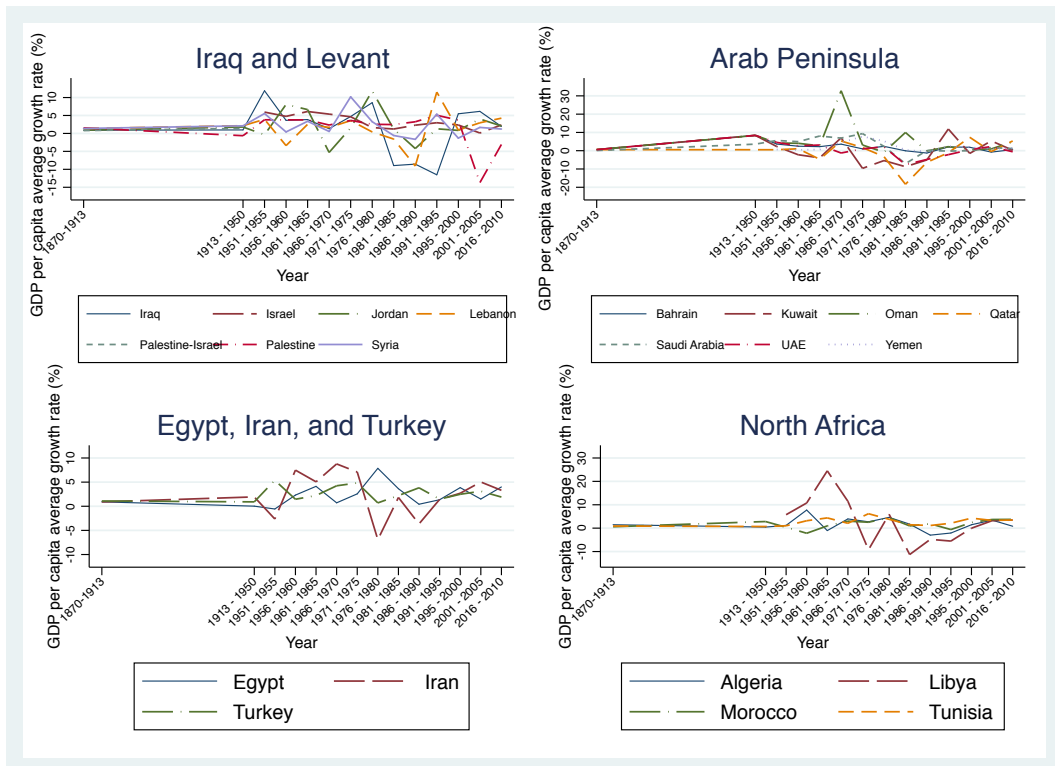 Iraq and Levant
GDP per capita average growth rate (%)
10
5
0
-5
-10
-15
1870-1913
1913 - 1950
1951 - 1955
1956 - 1960
1961 - 1965
1966 - 1970
1971 - 1975
1976 - 1980
1981 - 1985
1986 - 1990
1991 - 1995
1995 - 2000
2001 - 2005
2016 - 2010
Year
Iraq Israel Jordan Lebanon
Palestine-Israel Palestine Syria
Arab Peninsula
GDP per capita average growth rate (%)
30
20
10
0
-10
-20
1870-1913
1913 - 1950
1951 - 1955
1956 - 1960
1961 - 1965
1966 - 1970
1971 - 1975
1976 - 1980
1981 - 1985
1986 - 1990
1991 - 1995
1995 - 2000
2001 - 2005
2016 - 2010
Year
Bahrain Kuwait Oman Qatar
Saudi Arabia UAE Yemen
Egypt, Iran, and Turkey
GDP per capita average growth rate (%)
10
5
0
-5
-10
1870-1913
1913 - 1950
1951 - 1955
1956 - 1960
1961 - 1965
1966 - 1970
1971 - 1975
1976 - 1980
1981 - 1985
1986 - 1990
1991 - 1995
1995 - 2000
2001 - 2005
2016 - 2010
Year
Egypt Iran
Turkey
North Africa
GDP per capita average growth rate (%)
30
20
10
0
-10
1870-1913
1913 - 1950
1951 - 1955
1956 - 1960
1961 - 1965
1966 - 1970
1971 - 1975
1976 - 1980
1981 - 1985
1986 - 1990
1991 - 1995
1995 - 2000
2001 - 2005
2016 - 2010
Year
Algeria Libya
Morocco Tunisia